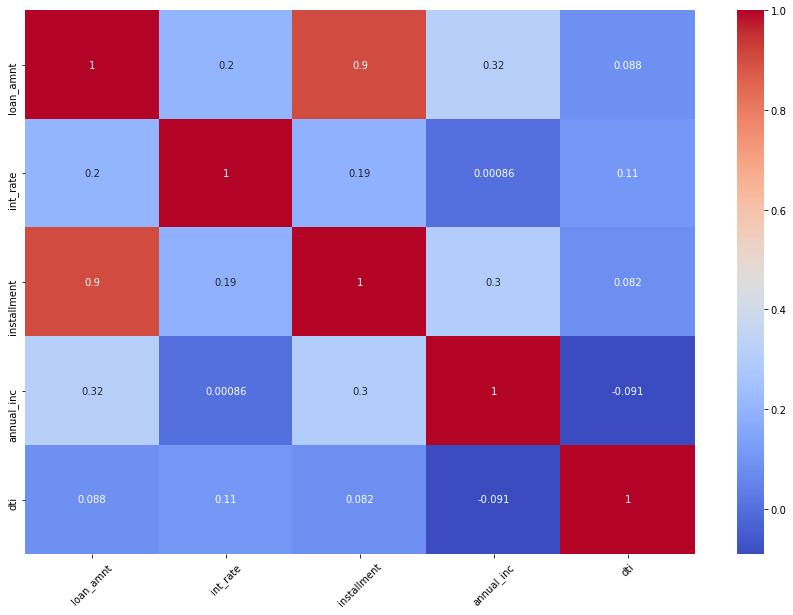 loan_amnt 1 0.2 0.9 0.32 0.088
int_rate 0.2 1 0.19 0.00086 0.11
installment 0.9 0.19 1 0.3 0.082
annual_inc 0.32 0.00086 0.3 1 -0.091
dti 0.088 0.11 0.082 -0.091 1
loan_amnt int_rate installment annual_inc dti
1.0
0.8
0.6
0.4
0.2
0.0